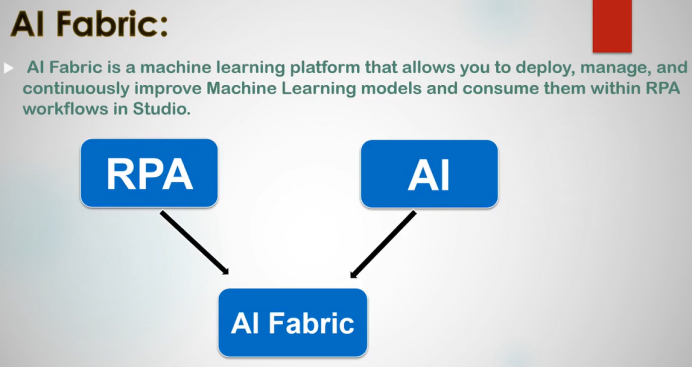 AI Fabric:
AI Fabric is a machine learning platform that allows you to deploy, manage, and
continuously improve Machine Learning models and consume them within RPA
workflows in Studio.
RPA
AI
AI Fabric